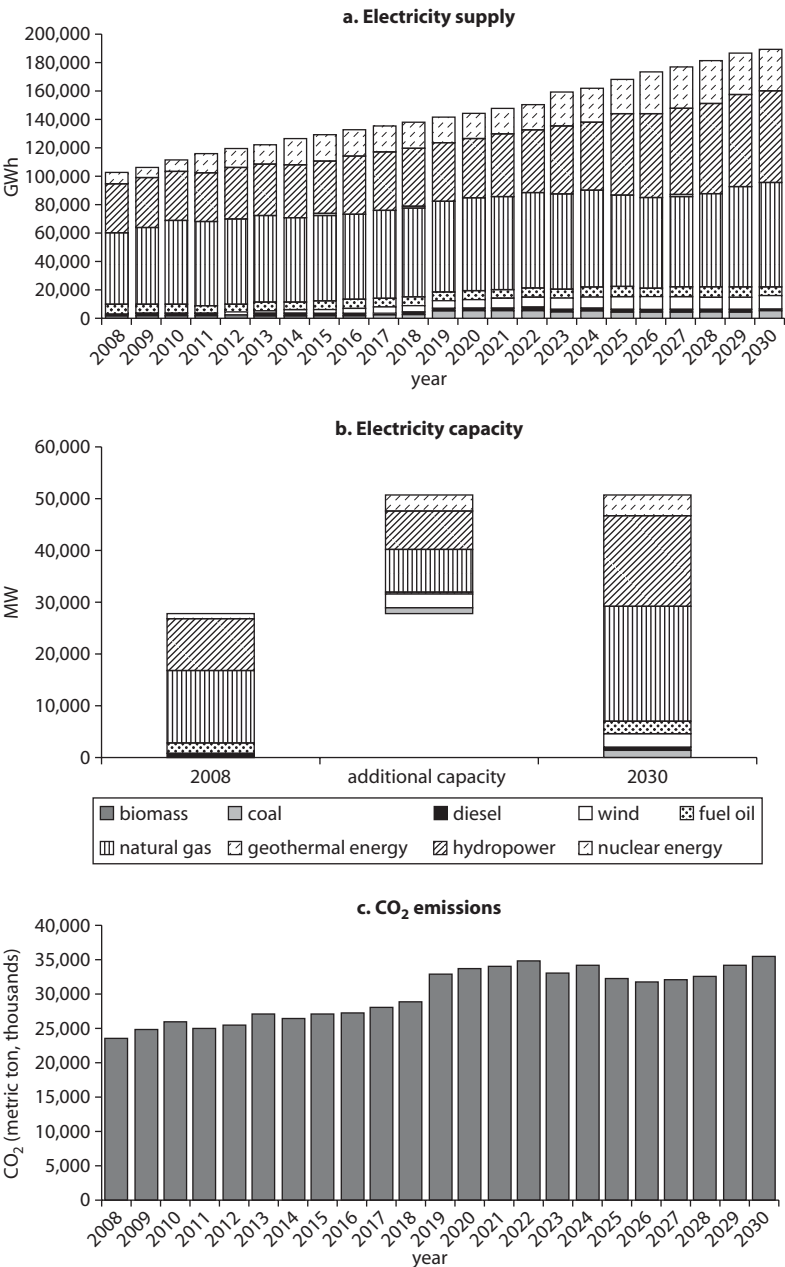 a. Electricity supply
200,000
180,000
160,000
140,000
120,000
100,000
80,000
60,000
40,000
20,000
0
GWh
2008 2009 2010 2011 2012 2013 2014 2015 2016 2017 2018 2019 2020 2021 2022 2023 2024 2025 2026 2027 2028 2029 2030
year
b. Electricity capacity
60,000
50,000
40,000
30,000
20,000
10,000
0
MW
2008 additional capacity 2030
biomass coal diesel wind fuel oil
natural gas geothermal energy hydropower nuclear energy
c. CO2 emissions
40,000
35,000
30,000
25,000
20,000
15,000
10,000
5,000
0
CO2 (metric ton, thousands)
2008 2009 2010 2011 2012 2013 2014 2015 2016 2017 2018 2019 2020 2021 2022 2023 2024 2025 2026 2027 2028 2029 2030
year